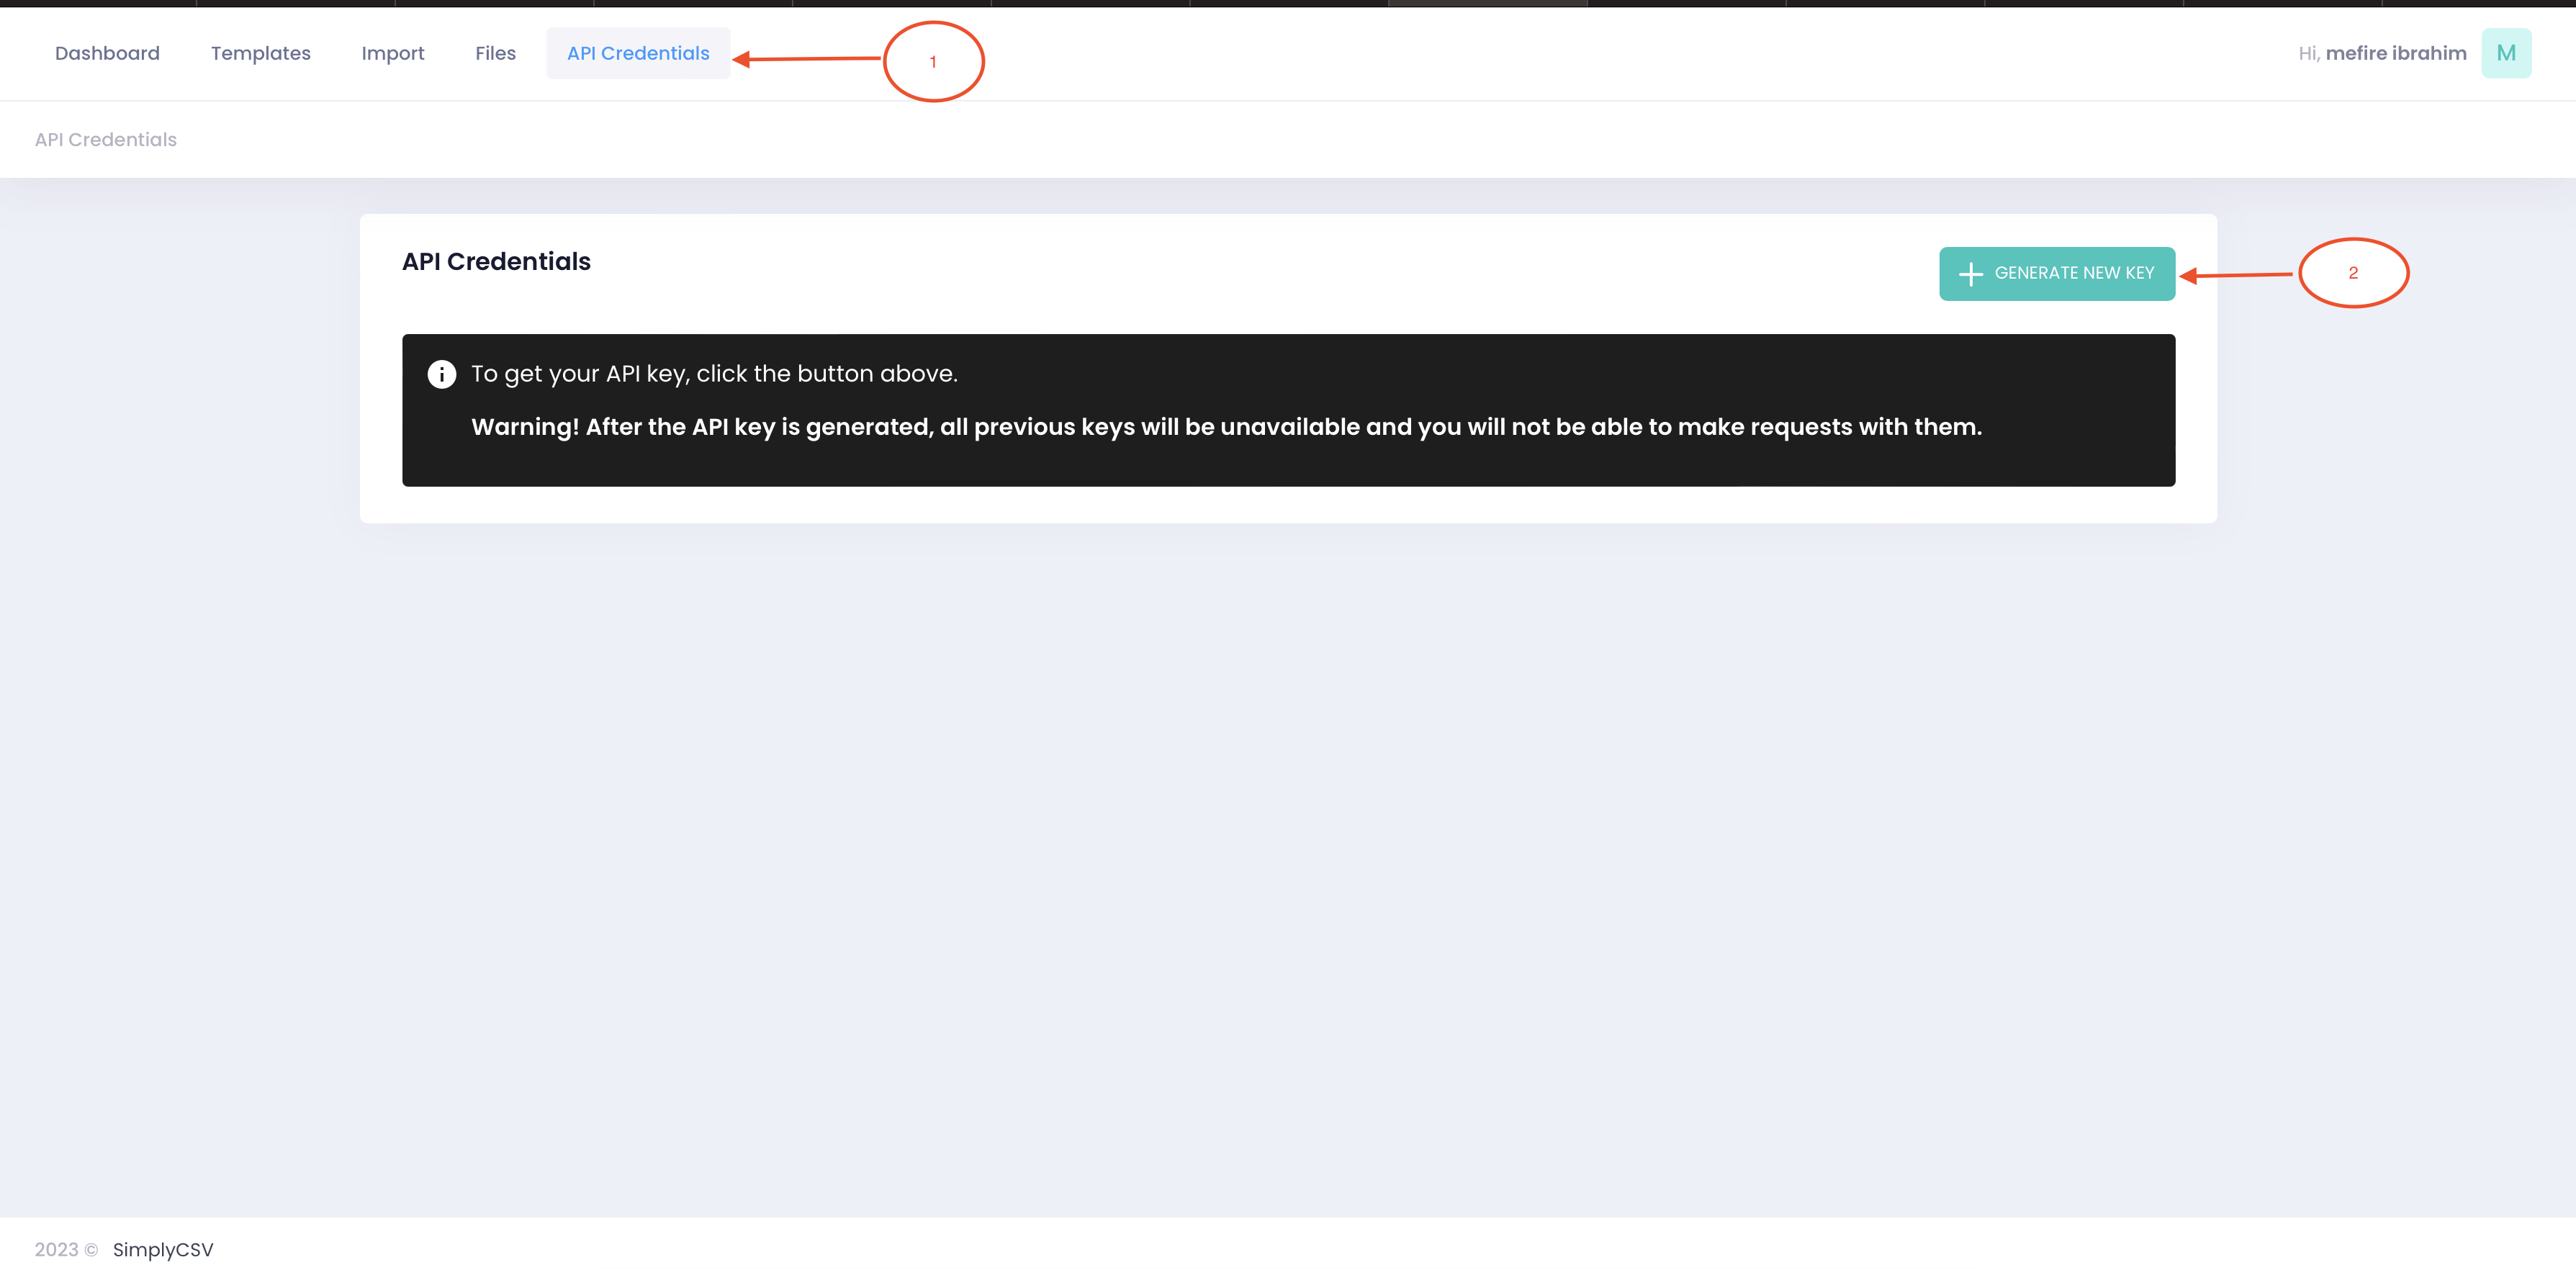 Dashboard Templates Import Files API Credentials 1 Hi, mefire ibrahim M
API Credentials
API Credentials GENERATE NEW KEY 2
To get your API key, click the button above.
Warning! After the API key is generated, all previous keys will be unavailable and you will not be able to make requests with them.
2023 © SimplyCSV